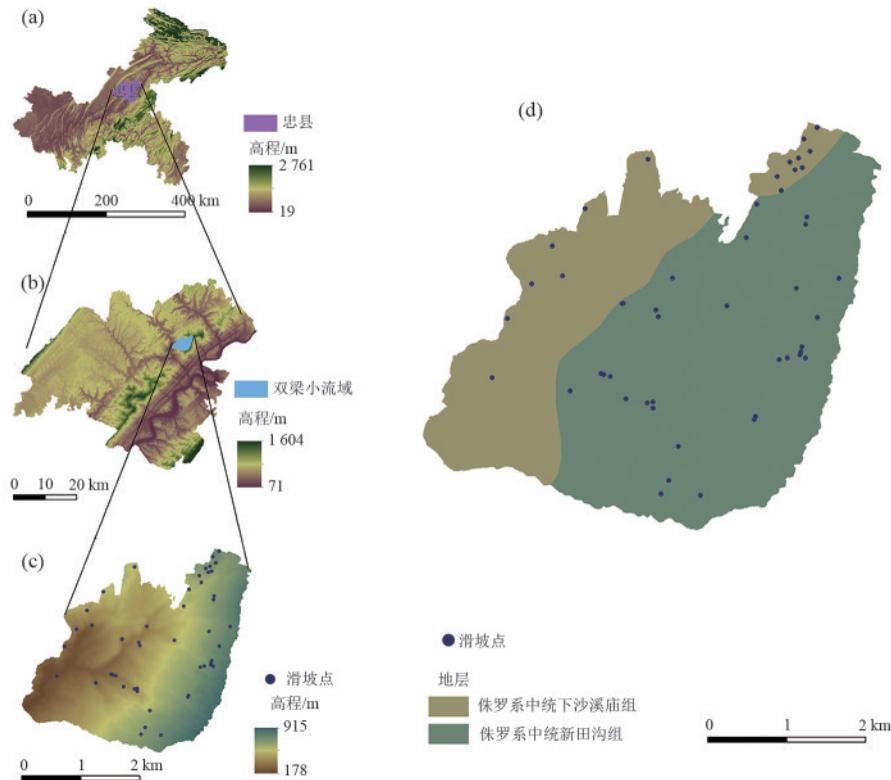 (a)
忠县
高程/m
2 761
19
0 200 400 km
(b)
双梁小流域
高程/m
1 604
71
0 10 20 km
(c)
滑坡点
高程/m
915
178
0 1 2 km
(d)
滑坡点
地层
侏罗系中统下沙溪庙组
侏罗系中统新田沟组
0 1 2 km